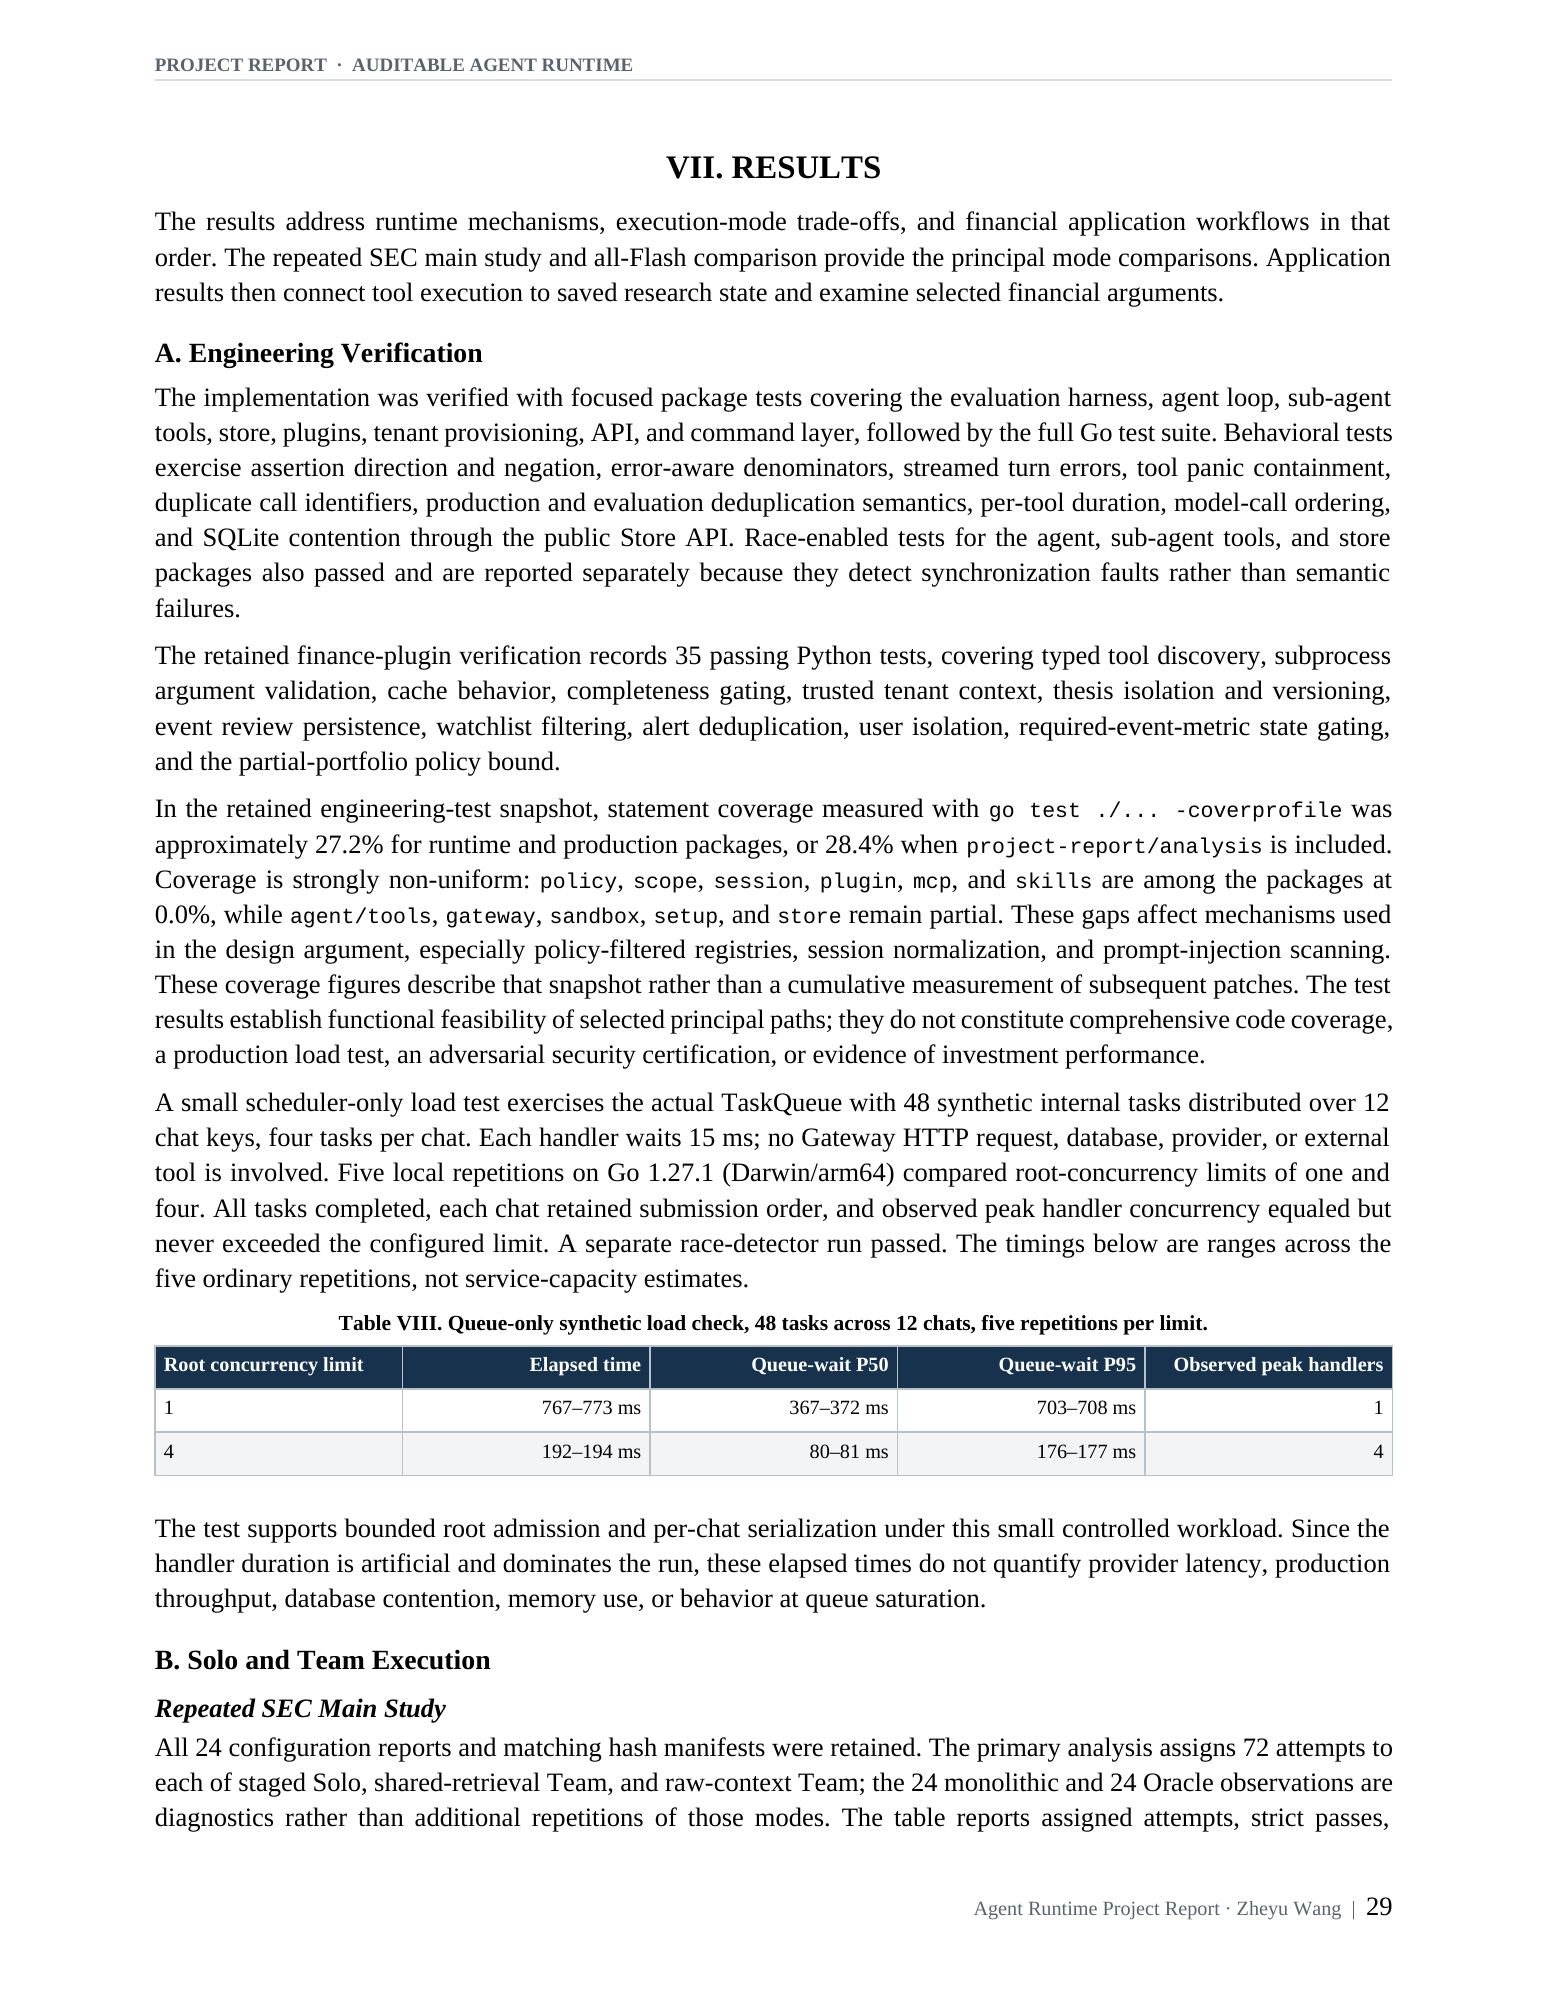 PROJECT REPORT · AUDITABLE AGENT RUNTIME
VII. RESULTS
The results address runtime mechanisms, execution-mode trade-offs, and financial application workflows in that
order. The repeated SEC main study and all-Flash comparison provide the principal mode comparisons. Application
results then connect tool execution to saved research state and examine selected financial arguments.
A. Engineering Verification
The implementation was verified with focused package tests covering the evaluation harness, agent loop, sub-agent
tools, store, plugins, tenant provisioning, API, and command layer, followed by the full Go test suite. Behavioral tests
exercise assertion direction and negation, error-aware denominators, streamed turn errors, tool panic containment,
duplicate call identifiers, production and evaluation deduplication semantics, per-tool duration, model-call ordering,
and SQLite contention through the public Store API. Race-enabled tests for the agent, sub-agent tools, and store
packages also passed and are reported separately because they detect synchronization faults rather than semantic
failures.
The retained finance-plugin verification records 35 passing Python tests, covering typed tool discovery, subprocess
argument validation, cache behavior, completeness gating, trusted tenant context, thesis isolation and versioning,
event review persistence, watchlist filtering, alert deduplication, user isolation, required-event-metric state gating,
and the partial-portfolio policy bound.
In the retained engineering-test snapshot, statement coverage measured with go test ./... -coverprofile was
approximately 27.2% for runtime and production packages, or 28.4% when project-report/analysis is included.
Coverage is strongly non-uniform: policy, scope, session, plugin, mcp, and skills are among the packages at
0.0%, while agent/tools, gateway, sandbox, setup, and store remain partial. These gaps affect mechanisms used
in the design argument, especially policy-filtered registries, session normalization, and prompt-injection scanning.
These coverage figures describe that snapshot rather than a cumulative measurement of subsequent patches. The test
results establish functional feasibility of selected principal paths; they do not constitute comprehensive code coverage,
a production load test, an adversarial security certification, or evidence of investment performance.
A small scheduler-only load test exercises the actual TaskQueue with 48 synthetic internal tasks distributed over 12
chat keys, four tasks per chat. Each handler waits 15 ms; no Gateway HTTP request, database, provider, or external
tool is involved. Five local repetitions on Go 1.27.1 (Darwin/arm64) compared root-concurrency limits of one and
four. All tasks completed, each chat retained submission order, and observed peak handler concurrency equaled but
never exceeded the configured limit. A separate race-detector run passed. The timings below are ranges across the
five ordinary repetitions, not service-capacity estimates.
Table VIII. Queue-only synthetic load check, 48 tasks across 12 chats, five repetitions per limit.
Root concurrency limit Elapsed time Queue-wait P50 Queue-wait P95 Observed peak handlers
1 767–773 ms 367–372 ms 703–708 ms 1
4 192–194 ms 80–81 ms 176–177 ms 4
The test supports bounded root admission and per-chat serialization under this small controlled workload. Since the
handler duration is artificial and dominates the run, these elapsed times do not quantify provider latency, production
throughput, database contention, memory use, or behavior at queue saturation.
B. Solo and Team Execution
Repeated SEC Main Study
All 24 configuration reports and matching hash manifests were retained. The primary analysis assigns 72 attempts to
each of staged Solo, shared-retrieval Team, and raw-context Team; the 24 monolithic and 24 Oracle observations are
diagnostics rather than additional repetitions of those modes. The table reports assigned attempts, strict passes,
Agent Runtime Project Report · Zheyu Wang | 29